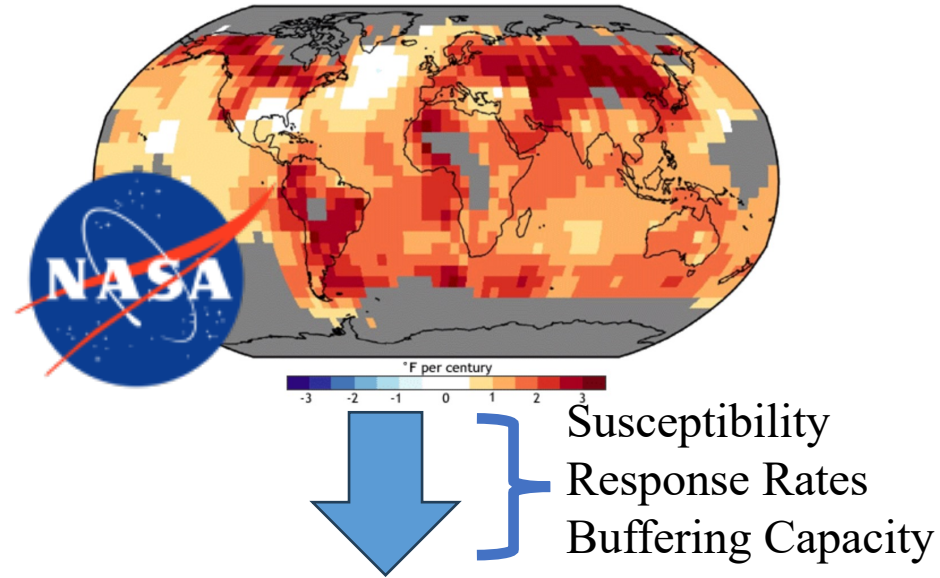 NASA
°F per century
-3 -2 -1 0 1 2 3
Susceptibility
Response Rates
Buffering Capacity